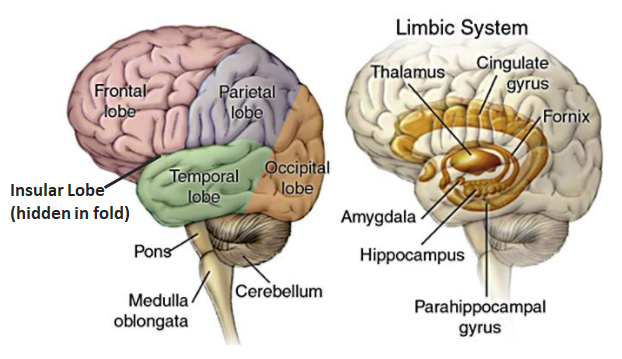 Frontal
lobe
Parietal
lobe
Temporal
lobe
Occipital
lobe
Insular Lobe
(hidden in fold)
Pons
Medulla
oblongata
Cerebellum
Limbic System
Thalamus
Cingulate
gyrus
Fornix
Amygdala
Hippocampus
Parahippocampal
gyrus